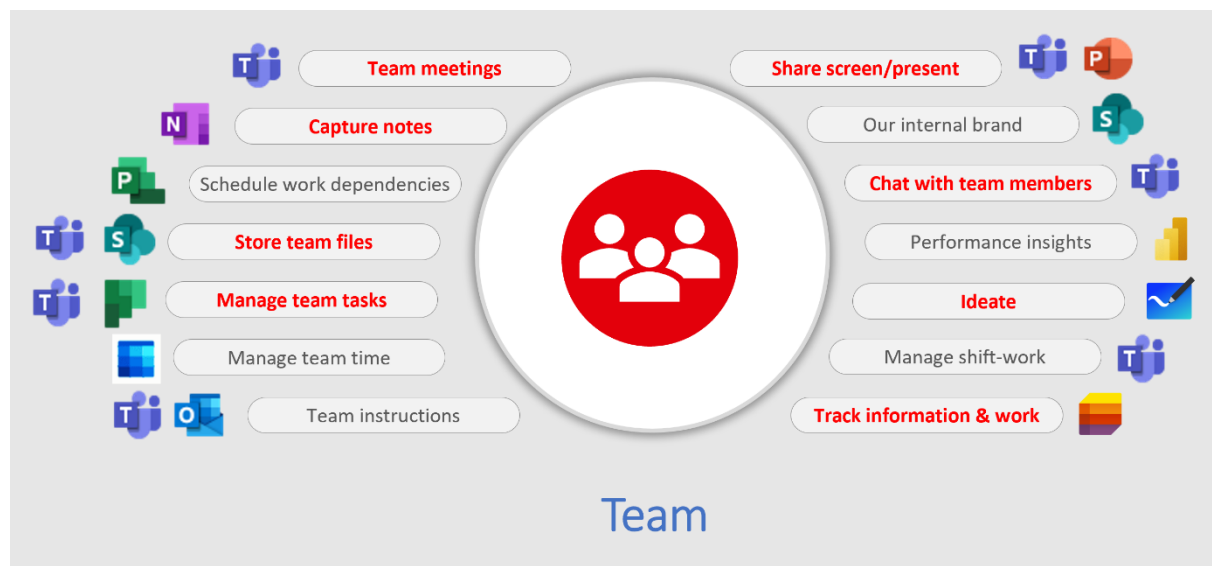 Team meetings
Capture notes
Schedule work dependencies
Store team files
Manage team tasks
Manage team time
Team instructions
Share screen/present
Our internal brand
Chat with team members
Performance insights
Ideate
Manage shift-work
Track information & work
Team
T
N
P
T
S
T
T
O
T
P
S
T
T